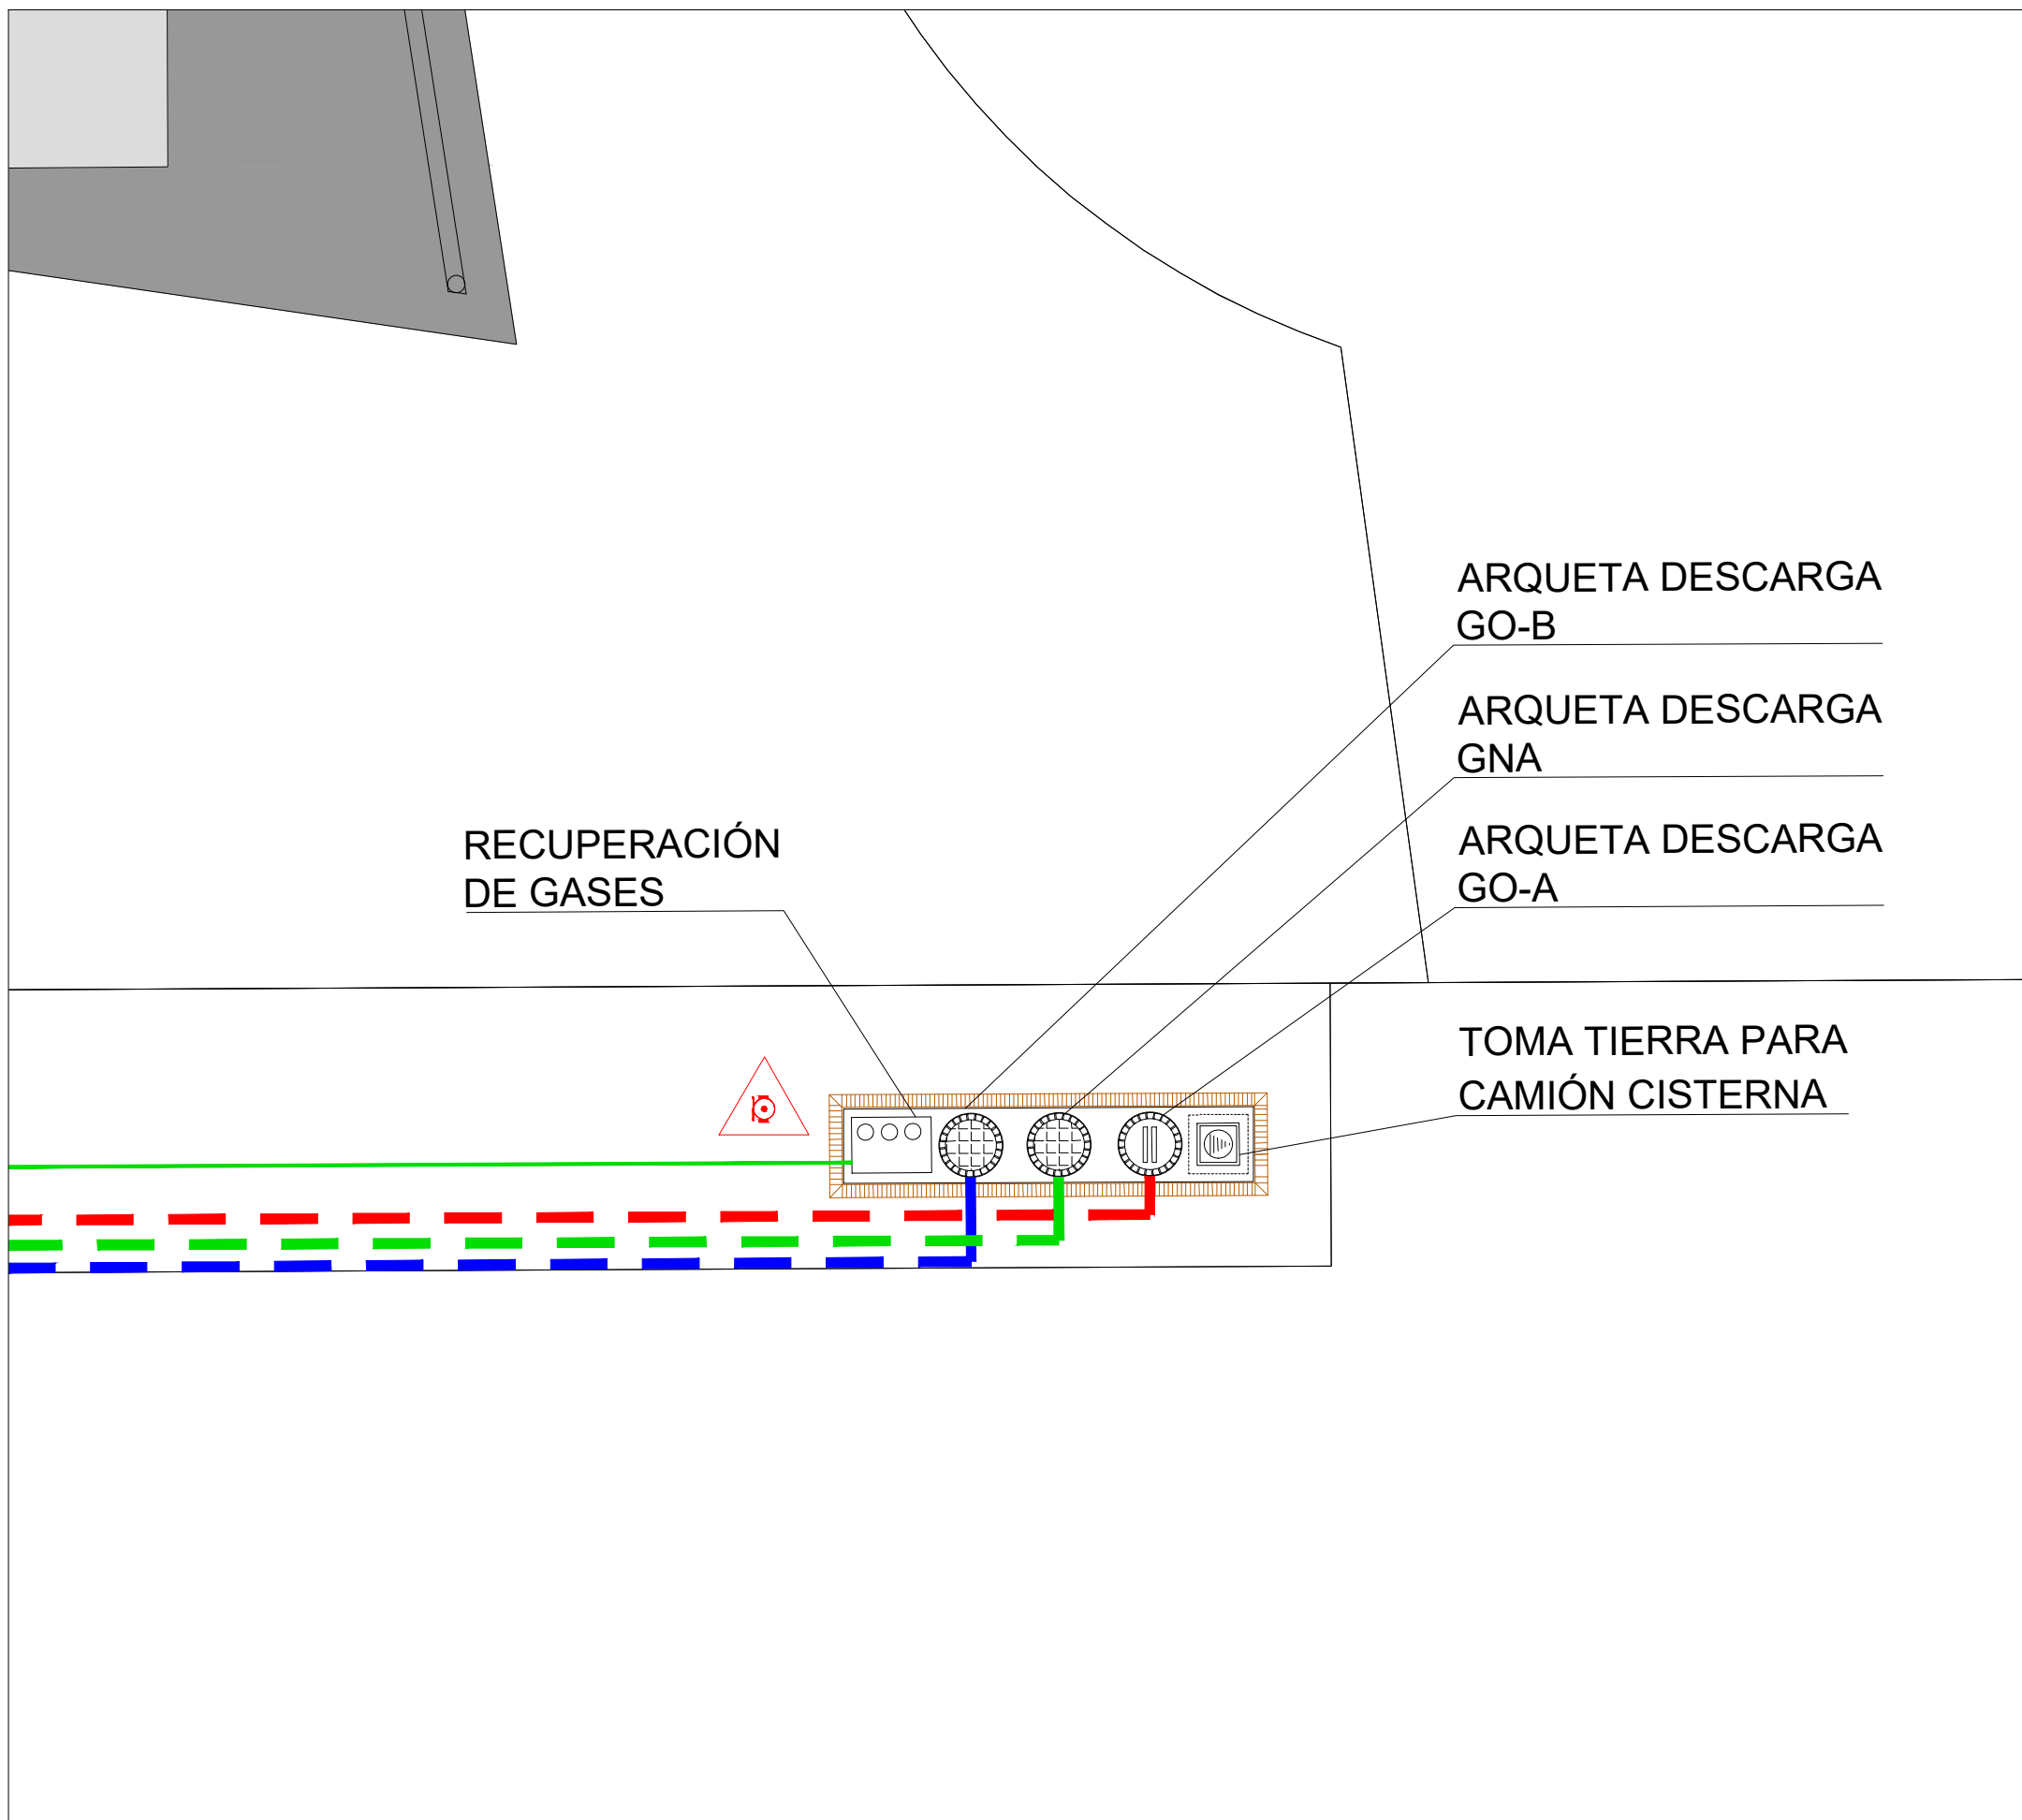 ARQUETA DESCARGA
GO-B
ARQUETA DESCARGA
GNA
ARQUETA DESCARGA
GO-A
RECUPERACIÓN
DE GASES
TOMA TIERRA PARA
CAMIÓN CISTERNA